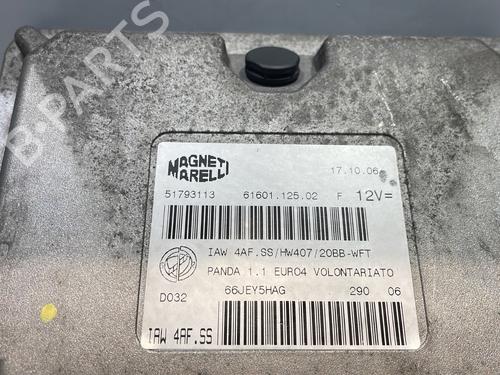 B-PARTS
MAGNETI
MARELLI
17.10.06
51793113 61601.125.02 F 12V=
IAW 4AF.SS/HW407/20BB-WFT
PANDA 1.1 EURO4 VOLONTARIATO
D032 66JEY5HAG 290 06
IAW 4AF.SS